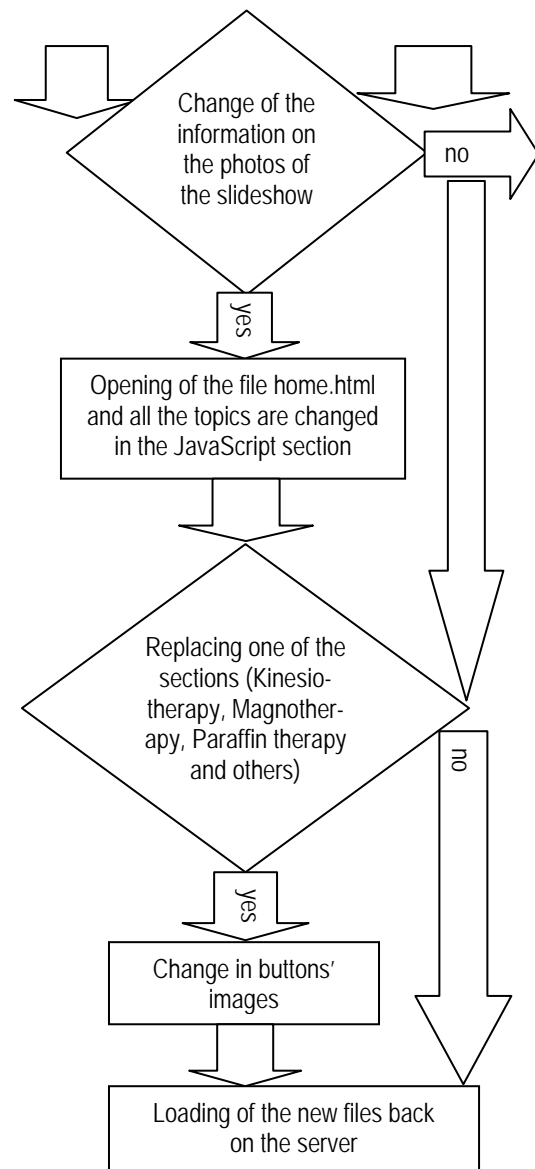 Change of the
information on
the photos of
the slideshow
no
yes
Opening of the file home.html
and all the topics are changed
in the JavaScript section
Replacing one of the
sections (Kinesio-
therapy, Magnother-
apy, Paraffin therapy
and others)
no
yes
Change in buttons’
images
Loading of the new files back
on the server